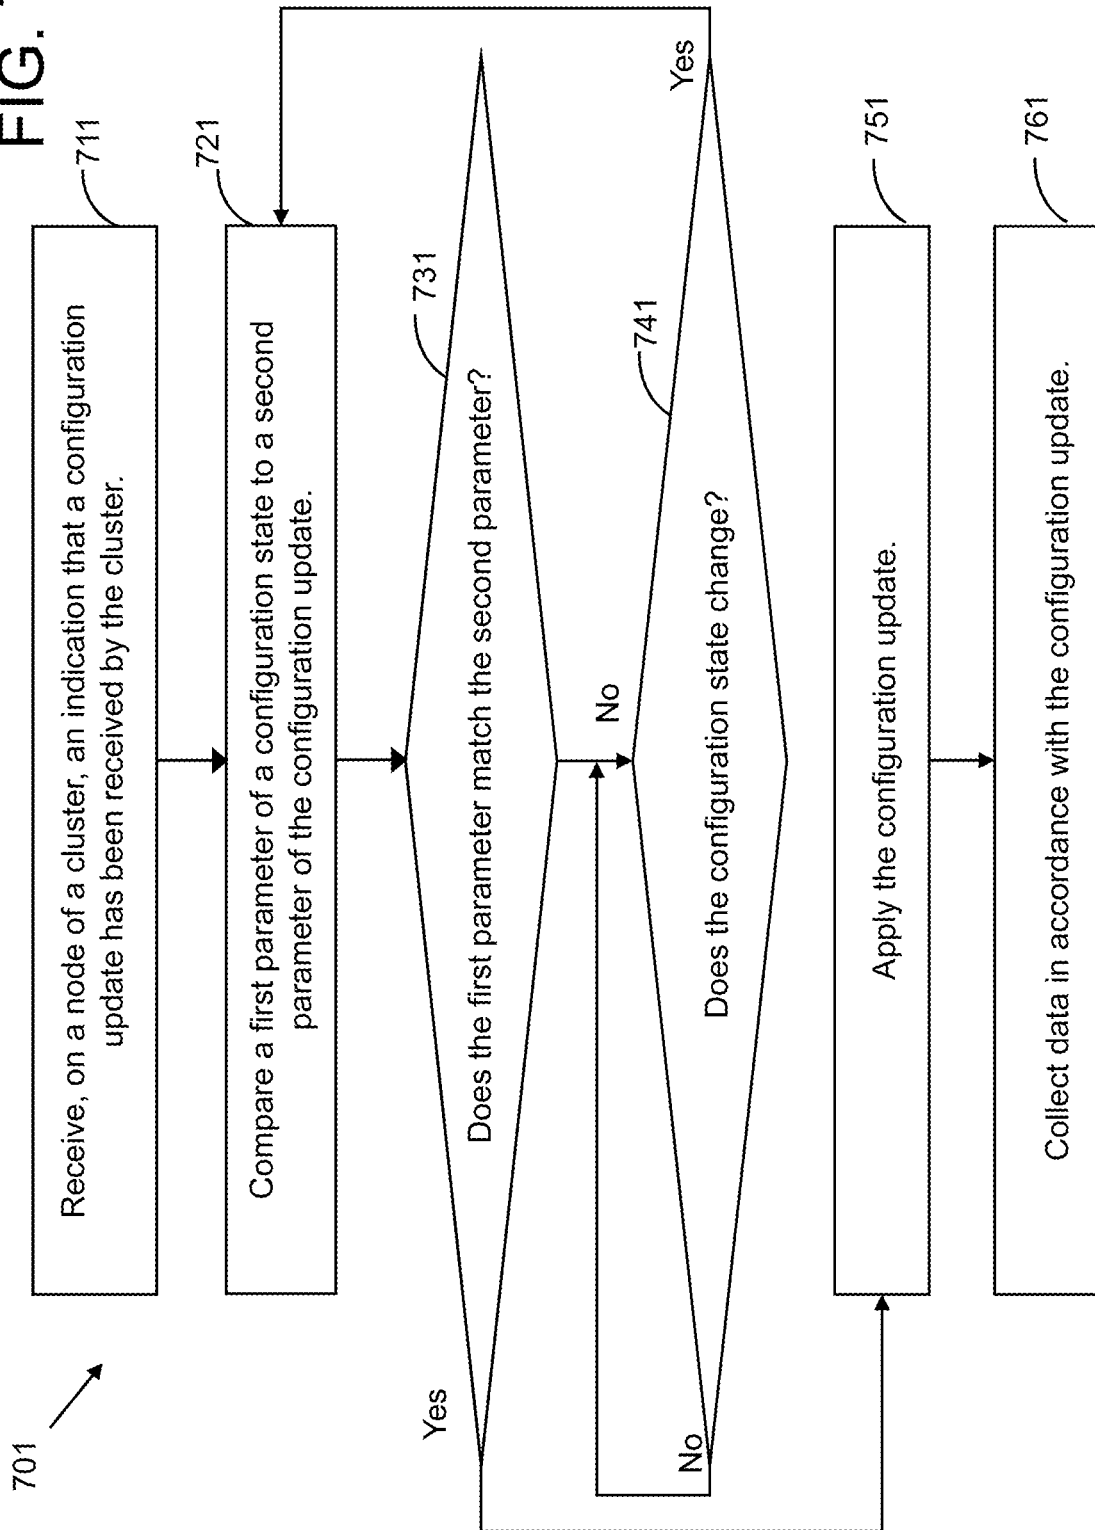 FIG.
701
711
Receive, on a node of a cluster, an indication that a configuration
update has been received by the cluster.
721
Compare a first parameter of a configuration state to a second
parameter of the configuration update.
731
Does the first parameter match the second parameter?
Yes
No
741
Does the configuration state change?
Yes
No
751
Apply the configuration update.
761
Collect data in accordance with the configuration update.